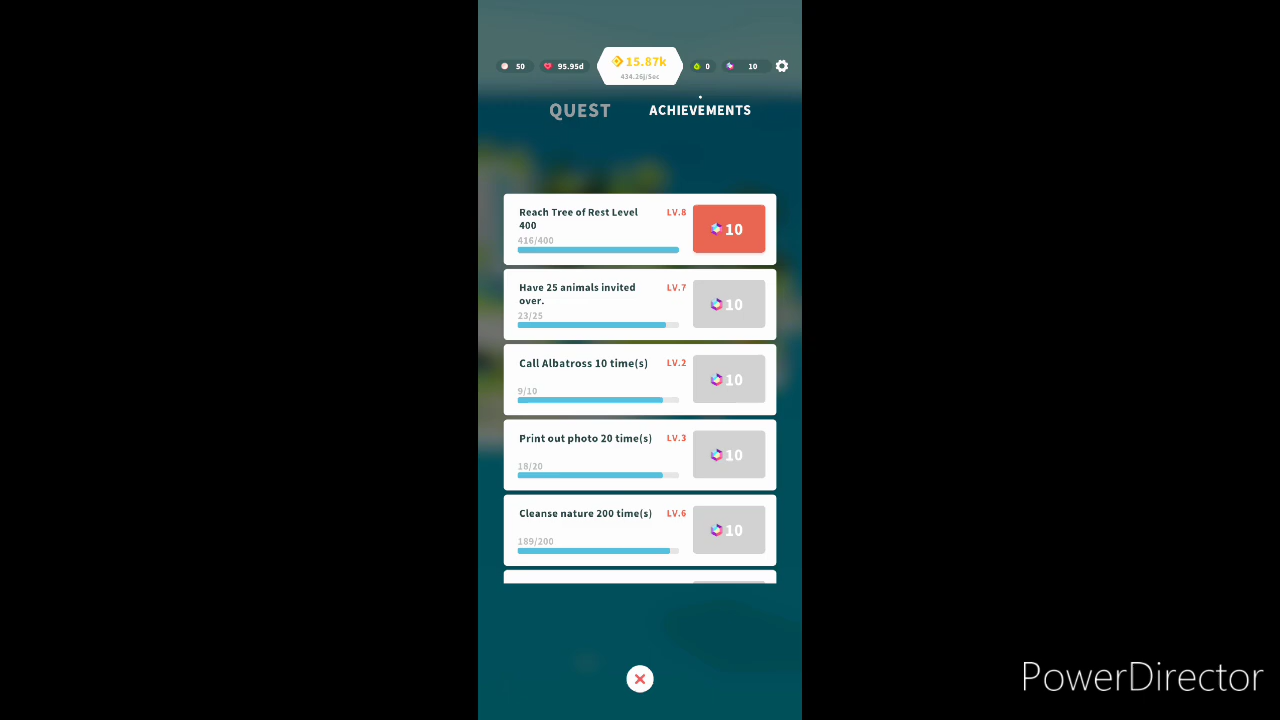 50
95.95d
15.87k
434.26j/Sec
0
10
QUEST
ACHIEVEMENTS
Reach Tree of Rest Level
400
LV.8
416/400
10
Have 25 animals invited
over.
LV.7
23/25
10
Call Albatross 10 time(s)
LV.2
9/10
10
Print out photo 20 time(s)
LV.3
18/20
10
Cleanse nature 200 time(s)
LV.6
189/200
10
PowerDirector